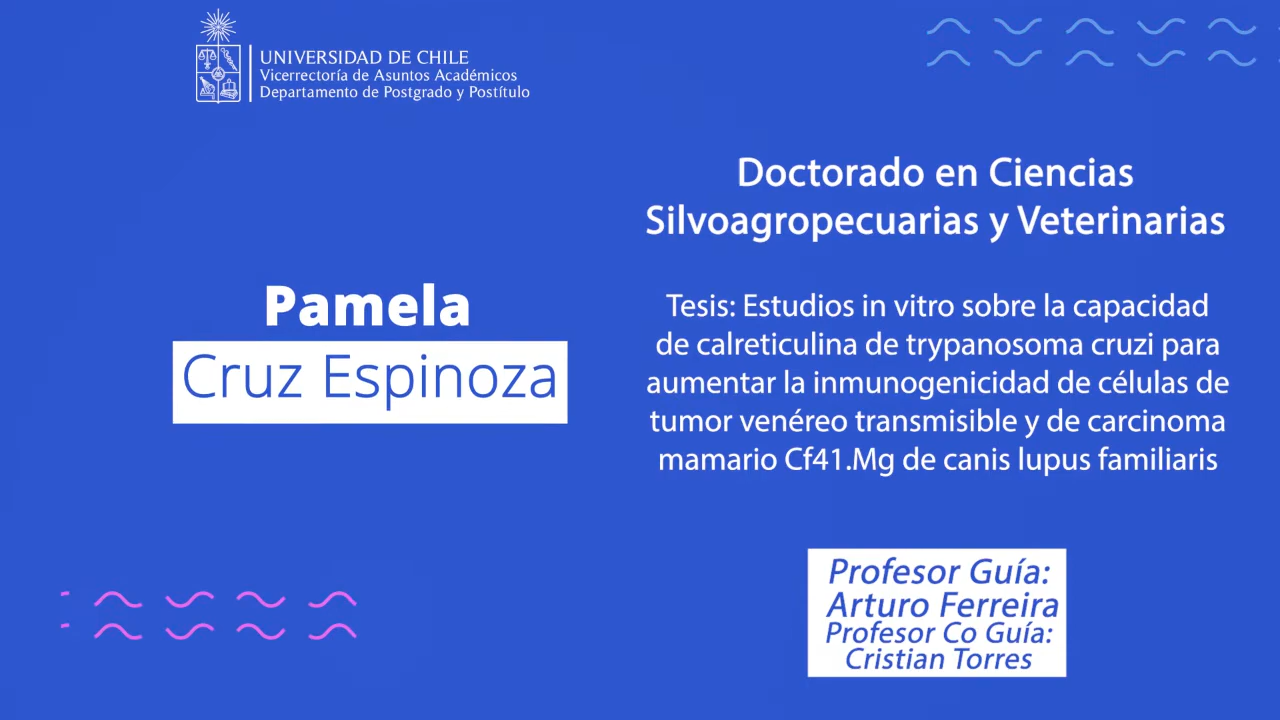 UNIVERSIDAD DE CHILE
Vicerrectoría de Asuntos Académicos
Departamento de Postgrado y Postítulo
Pamela
Cruz Espinoza
Doctorado en Ciencias
Silvoagropecuarias y Veterinarias
Tesis: Estudios in vitro sobre la capacidad
de calreticulina de trypanosoma cruzi para
aumentar la inmunogenicidad de células de
tumor venéreo transmisible y de carcinoma
mamario Cf41.Mg de canis lupus familiaris
Profesor Guía:
Arturo Ferreira
Profesor Co Guía:
Cristian Torres